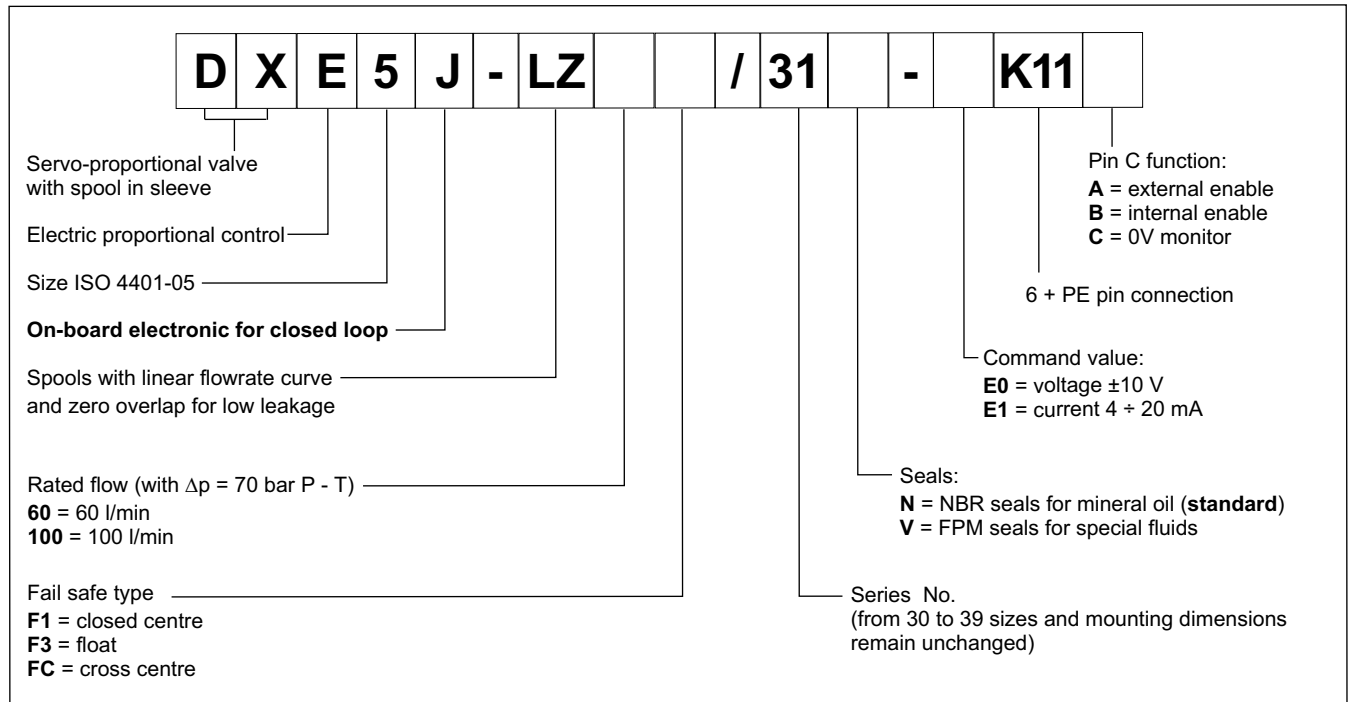 D X E 5 J - LZ / 31 - K11
Servo-proportional valve
with spool in sleeve
Electric proportional control
Size ISO 4401-05
On-board electronic for closed loop
Spools with linear flowrate curve
and zero overlap for low leakage
Rated flow (with Δp = 70 bar P - T)
60 = 60 l/min
100 = 100 l/min
Fail safe type
F1 = closed centre
F3 = float
FC = cross centre
Pin C function:
A = external enable
B = internal enable
C = 0V monitor
6 + PE pin connection
Command value:
E0 = voltage ±10 V
E1 = current 4 ÷ 20 mA
Seals:
N = NBR seals for mineral oil (standard)
V = FPM seals for special fluids
Series No.
(from 30 to 39 sizes and mounting dimensions
remain unchanged)